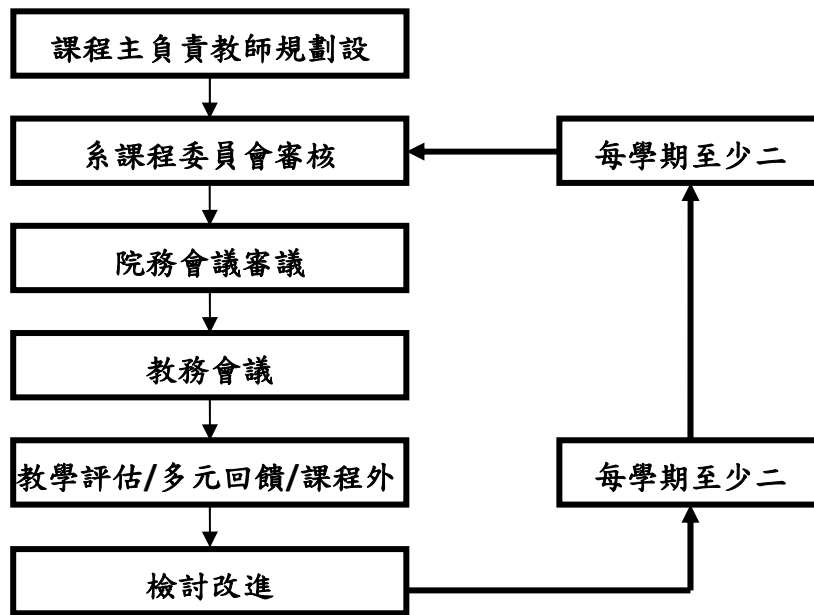 課程主負責教師規劃設
系課程委員會審核
每學期至少二
院務會議審議
教務會議
教學評估/多元回饋/課程外
每學期至少二
檢討改進